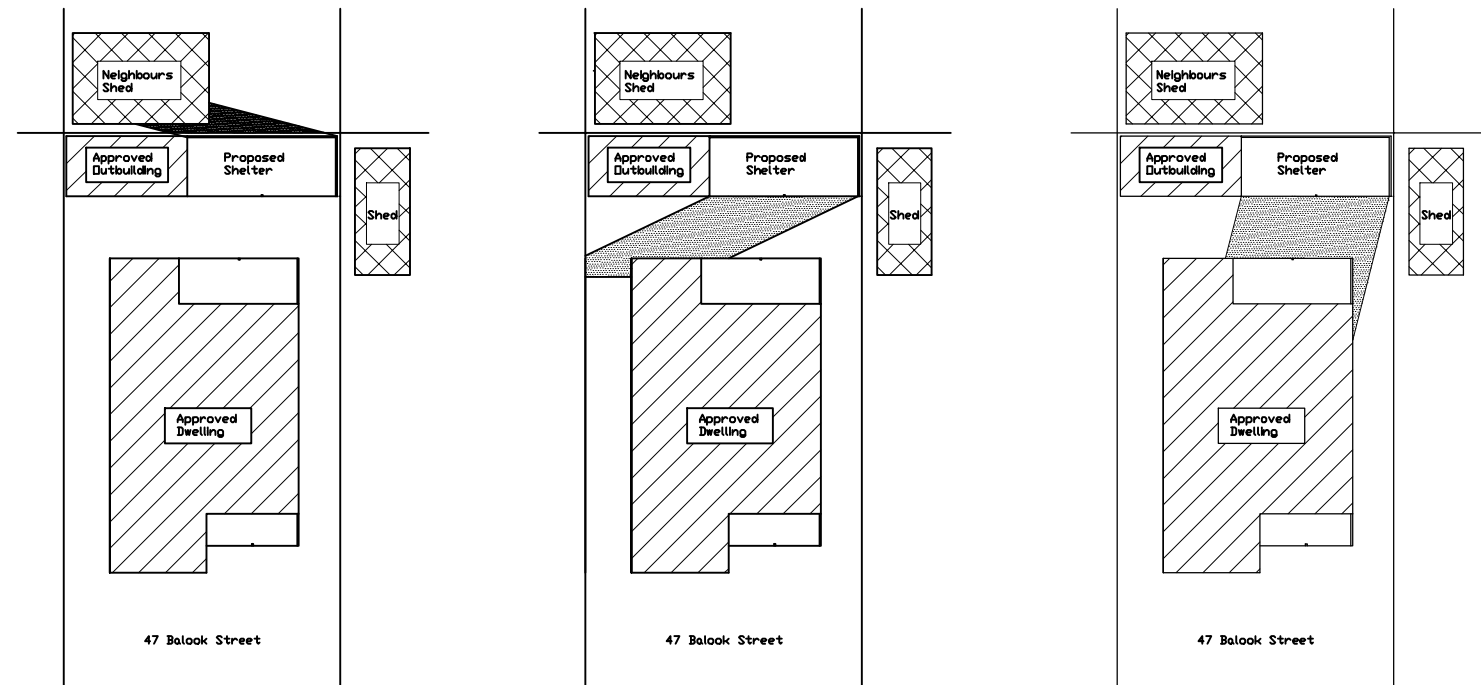 Neighbours
Shed
Approved
Outbuilding
Proposed
Shelter
Shed
Approved
Dwelling
47 Balook Street
Neighbours
Shed
Approved
Outbuilding
Proposed
Shelter
Shed
Approved
Dwelling
47 Balook Street
Neighbours
Shed
Approved
Outbuilding
Proposed
Shelter
Shed
Approved
Dwelling
47 Balook Street